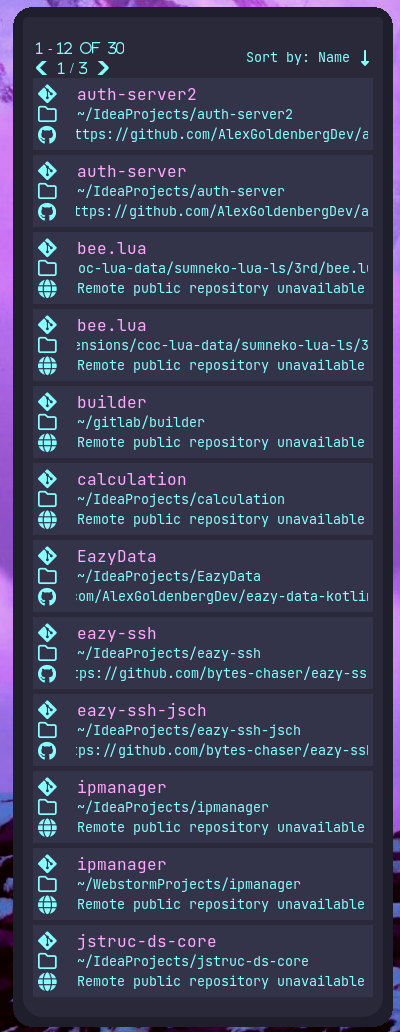 1 - 12 OF 30
1 / 3
Sort by: Name
auth-server2
~/IdeaProjects/auth-server2
ttps://github.com/AlexGoldenbergDev/a
auth-server
~/IdeaProjects/auth-server
ttps://github.com/AlexGoldenbergDev/a
bee.lua
oc-lua-data/sumneko-lua-ls/3rd/bee.lu
Remote public repository unavailable
bee.lua
ensions/coc-lua-data/sumneko-lua-ls/3
Remote public repository unavailable
builder
~/gitlab/builder
Remote public repository unavailable
calculation
~/IdeaProjects/calculation
Remote public repository unavailable
EazyData
~/IdeaProjects/EazyData
com/AlexGoldenbergDev/eazy-data-kotlin
eazy-ssh
~/IdeaProjects/eazy-ssh
tps://github.com/bytes-chaser/eazy-ss
eazy-ssh-jsch
~/IdeaProjects/eazy-ssh-jsch
tps://github.com/bytes-chaser/eazy-ssh
ipmanager
~/IdeaProjects/ipmanager
Remote public repository unavailable
ipmanager
~/WebstormProjects/ipmanager
Remote public repository unavailable
jstruc-ds-core
~/IdeaProjects/jstruc-ds-core
Remote public repository unavailable